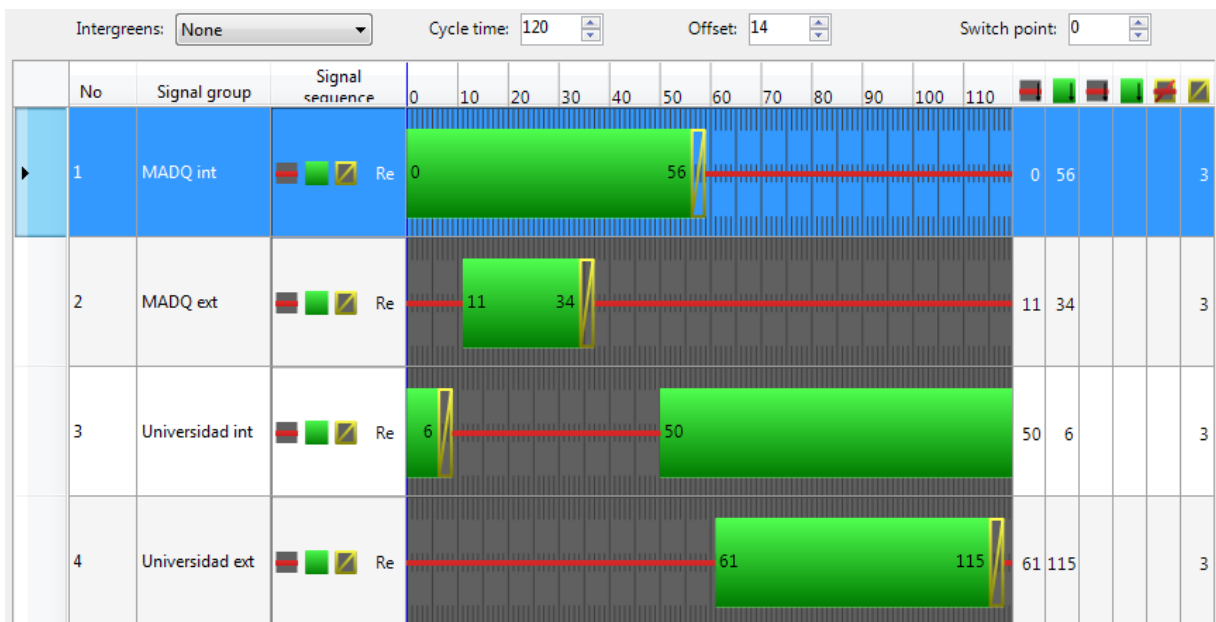 Intergreens: None Cycle time: 120 Offset: 14 Switch point: 0
No Signal group Signal sequence 0 10 20 30 40 50 60 70 80 90 100 110
1 MADQ int Re 0 56 0 56 3
2 MADQ ext Re 11 34 11 34 3
3 Universidad int Re 6 50 50 6 3
4 Universidad ext Re 61 115 61 115 3